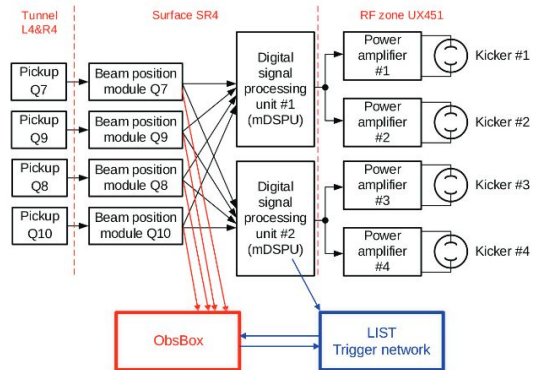 Tunnel
L4&R4
Surface SR4
RF zone UX451
Pickup
Q7
Beam position
module Q7
Pickup
Q9
Beam position
module Q9
Pickup
Q8
Beam position
module Q8
Pickup
Q10
Beam position
module Q10
Digital
signal
processing
unit #1
(mDSPU)
Digital
signal
processing
unit #2
(mDSPU)
Power
amplifier
#1
Kicker #1
Power
amplifier
#2
Kicker #2
Power
amplifier
#3
Kicker #3
Power
amplifier
#4
Kicker #4
ObsBox
LIST
Trigger network